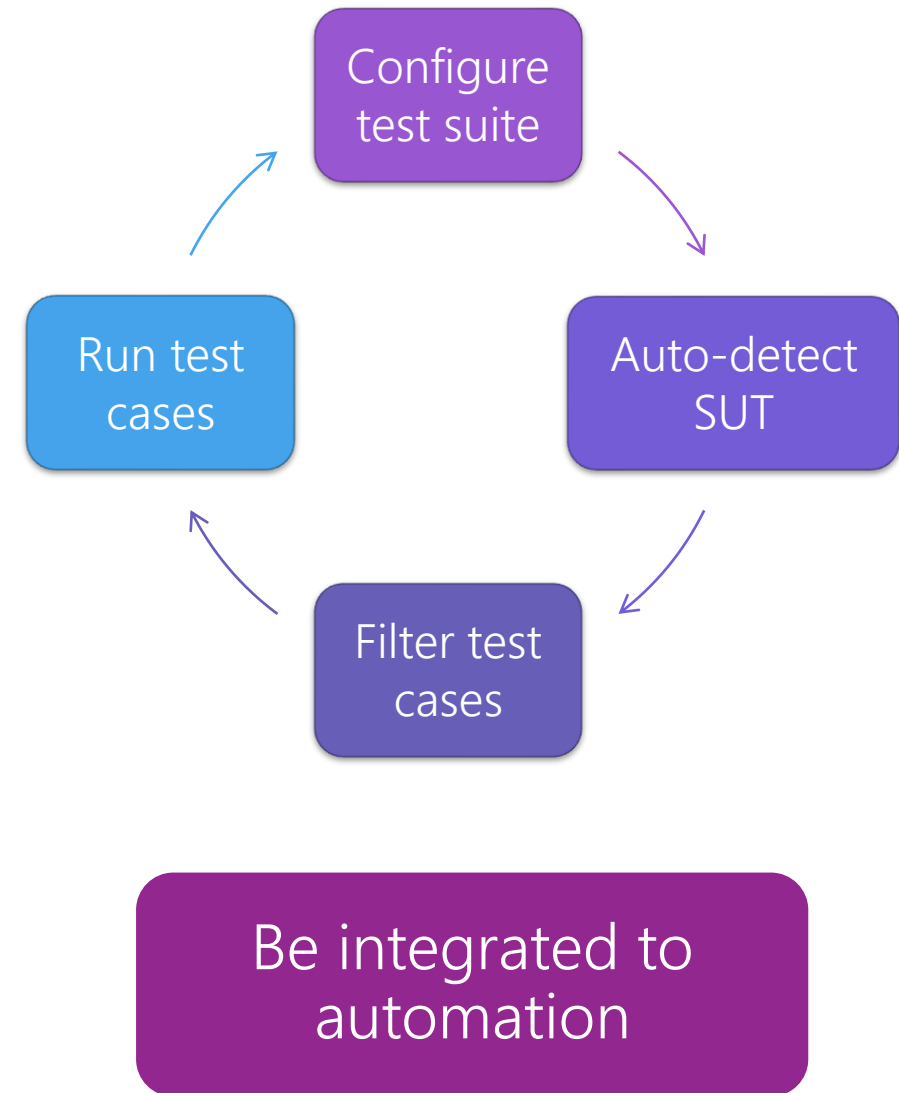 Configure
test suite
Auto-detect
SUT
Filter test
cases
Run test
cases
Be integrated to
automation